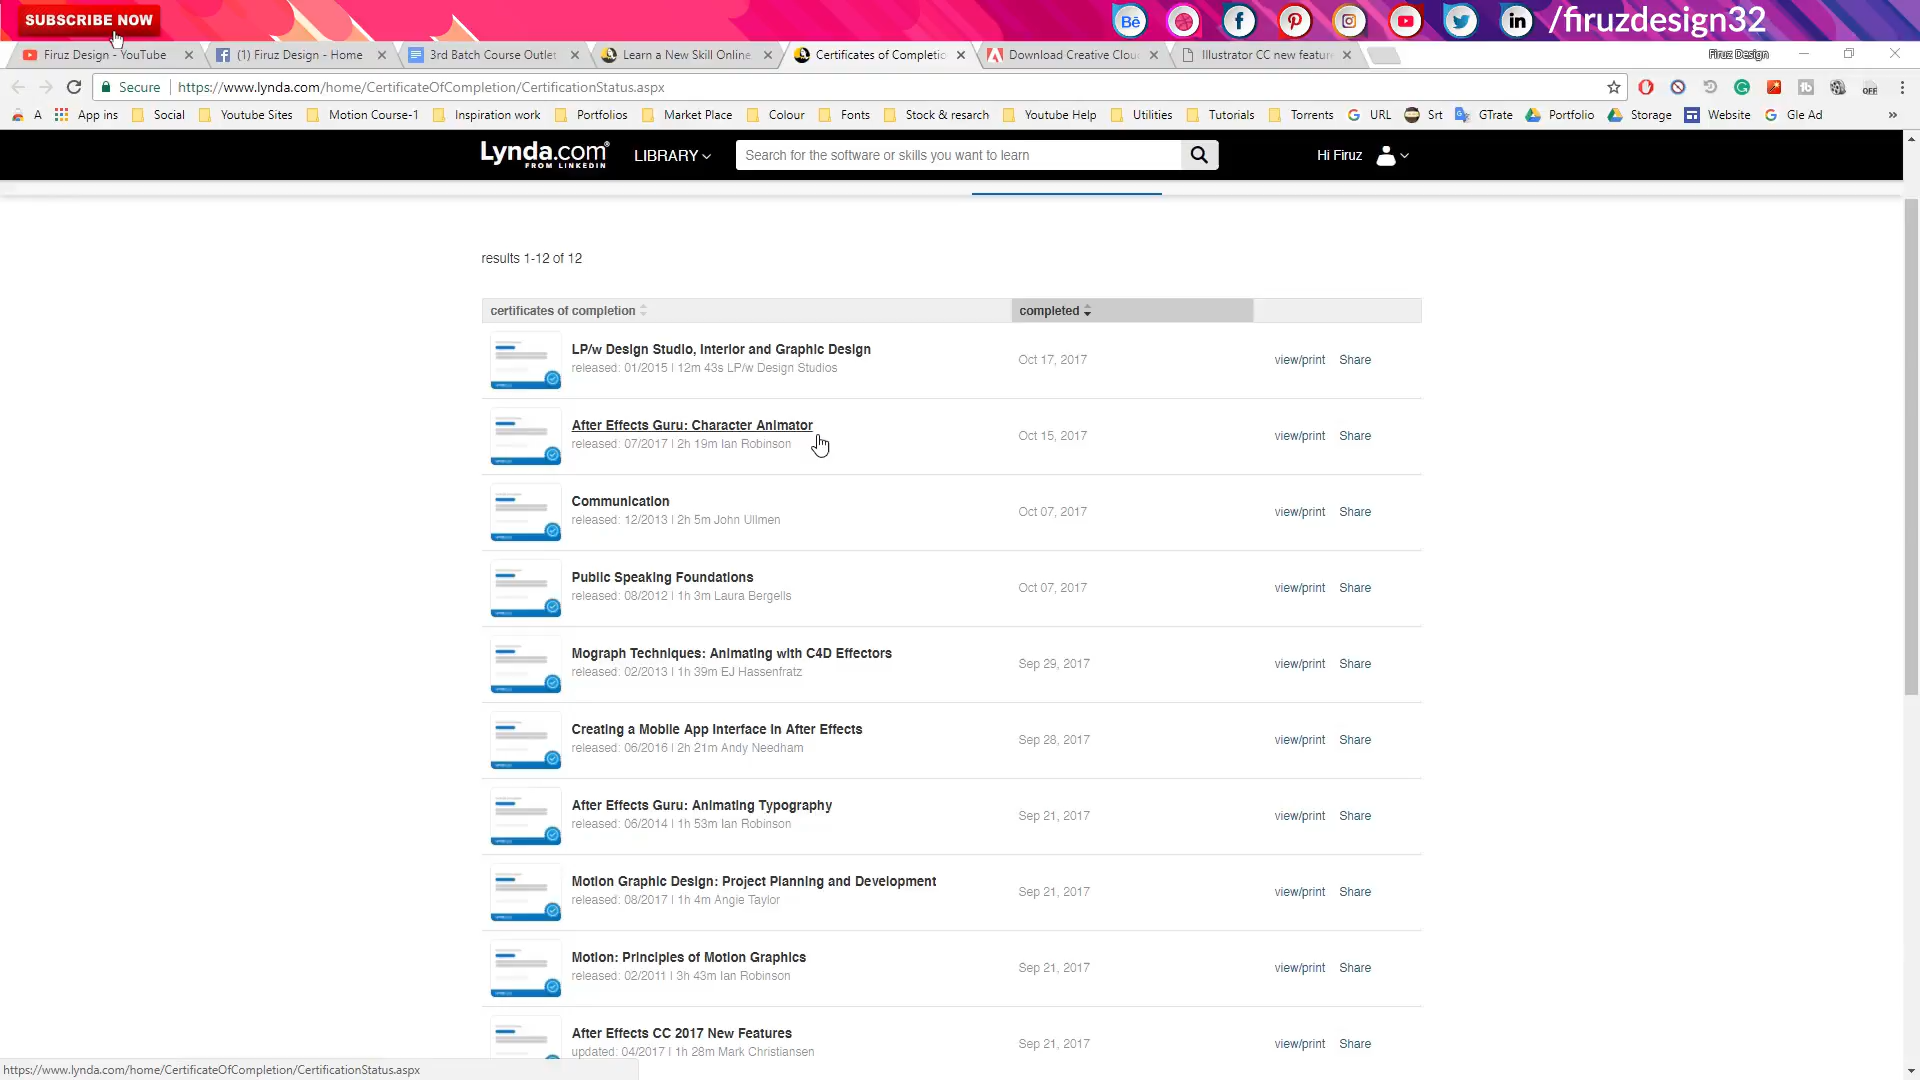 SUBSCRIBE NOW
/firuzdesign32
Firuz Design - YouTube
(1) Firuz Design - Home
3rd Batch Course Outlet
Learn a New Skill Online,
Certificates of Completio
Download Creative Clou
Illustrator CC new featur
Firuz Design
Secure
https://www.lynda.com/home/CertificateOfCompletion/CertificationStatus.aspx
A
App ins
Social
Youtube Sites
Motion Course-1
Inspiration work
Portfolios
Market Place
Colour
Fonts
Stock & resarch
Youtube Help
Utilities
Tutorials
Torrents
URL
Srt
GTrate
Portfolio
Storage
Website
Gle Ad
Lynda.com
FROM LINKEDIN
LIBRARY
Search for the software or skills you want to learn
Hi Firuz
results 1-12 of 12
certificates of completion
completed
LP/w Design Studio, Interior and Graphic Design
released: 01/2015 | 12m 43s LP/w Design Studios
Oct 17, 2017
view/print Share
After Effects Guru: Character Animator
released: 07/2017 | 2h 19m Ian Robinson
Oct 15, 2017
view/print Share
Communication
released: 12/2013 | 2h 5m John Ullmen
Oct 07, 2017
view/print Share
Public Speaking Foundations
released: 08/2012 | 1h 3m Laura Bergells
Oct 07, 2017
view/print Share
Mograph Techniques: Animating with C4D Effectors
released: 02/2013 | 1h 39m EJ Hassenfratz
Sep 29, 2017
view/print Share
Creating a Mobile App Interface in After Effects
released: 06/2016 | 2h 21m Andy Needham
Sep 28, 2017
view/print Share
After Effects Guru: Animating Typography
released: 06/2014 | 1h 53m Ian Robinson
Sep 21, 2017
view/print Share
Motion Graphic Design: Project Planning and Development
released: 08/2017 | 1h 4m Angie Taylor
Sep 21, 2017
view/print Share
Motion: Principles of Motion Graphics
released: 02/2011 | 3h 43m Ian Robinson
Sep 21, 2017
view/print Share
After Effects CC 2017 New Features
updated: 04/2017 | 1h 28m Mark Christiansen
Sep 21, 2017
view/print Share
https://www.lynda.com/home/CertificateOfCompletion/CertificationStatus.aspx